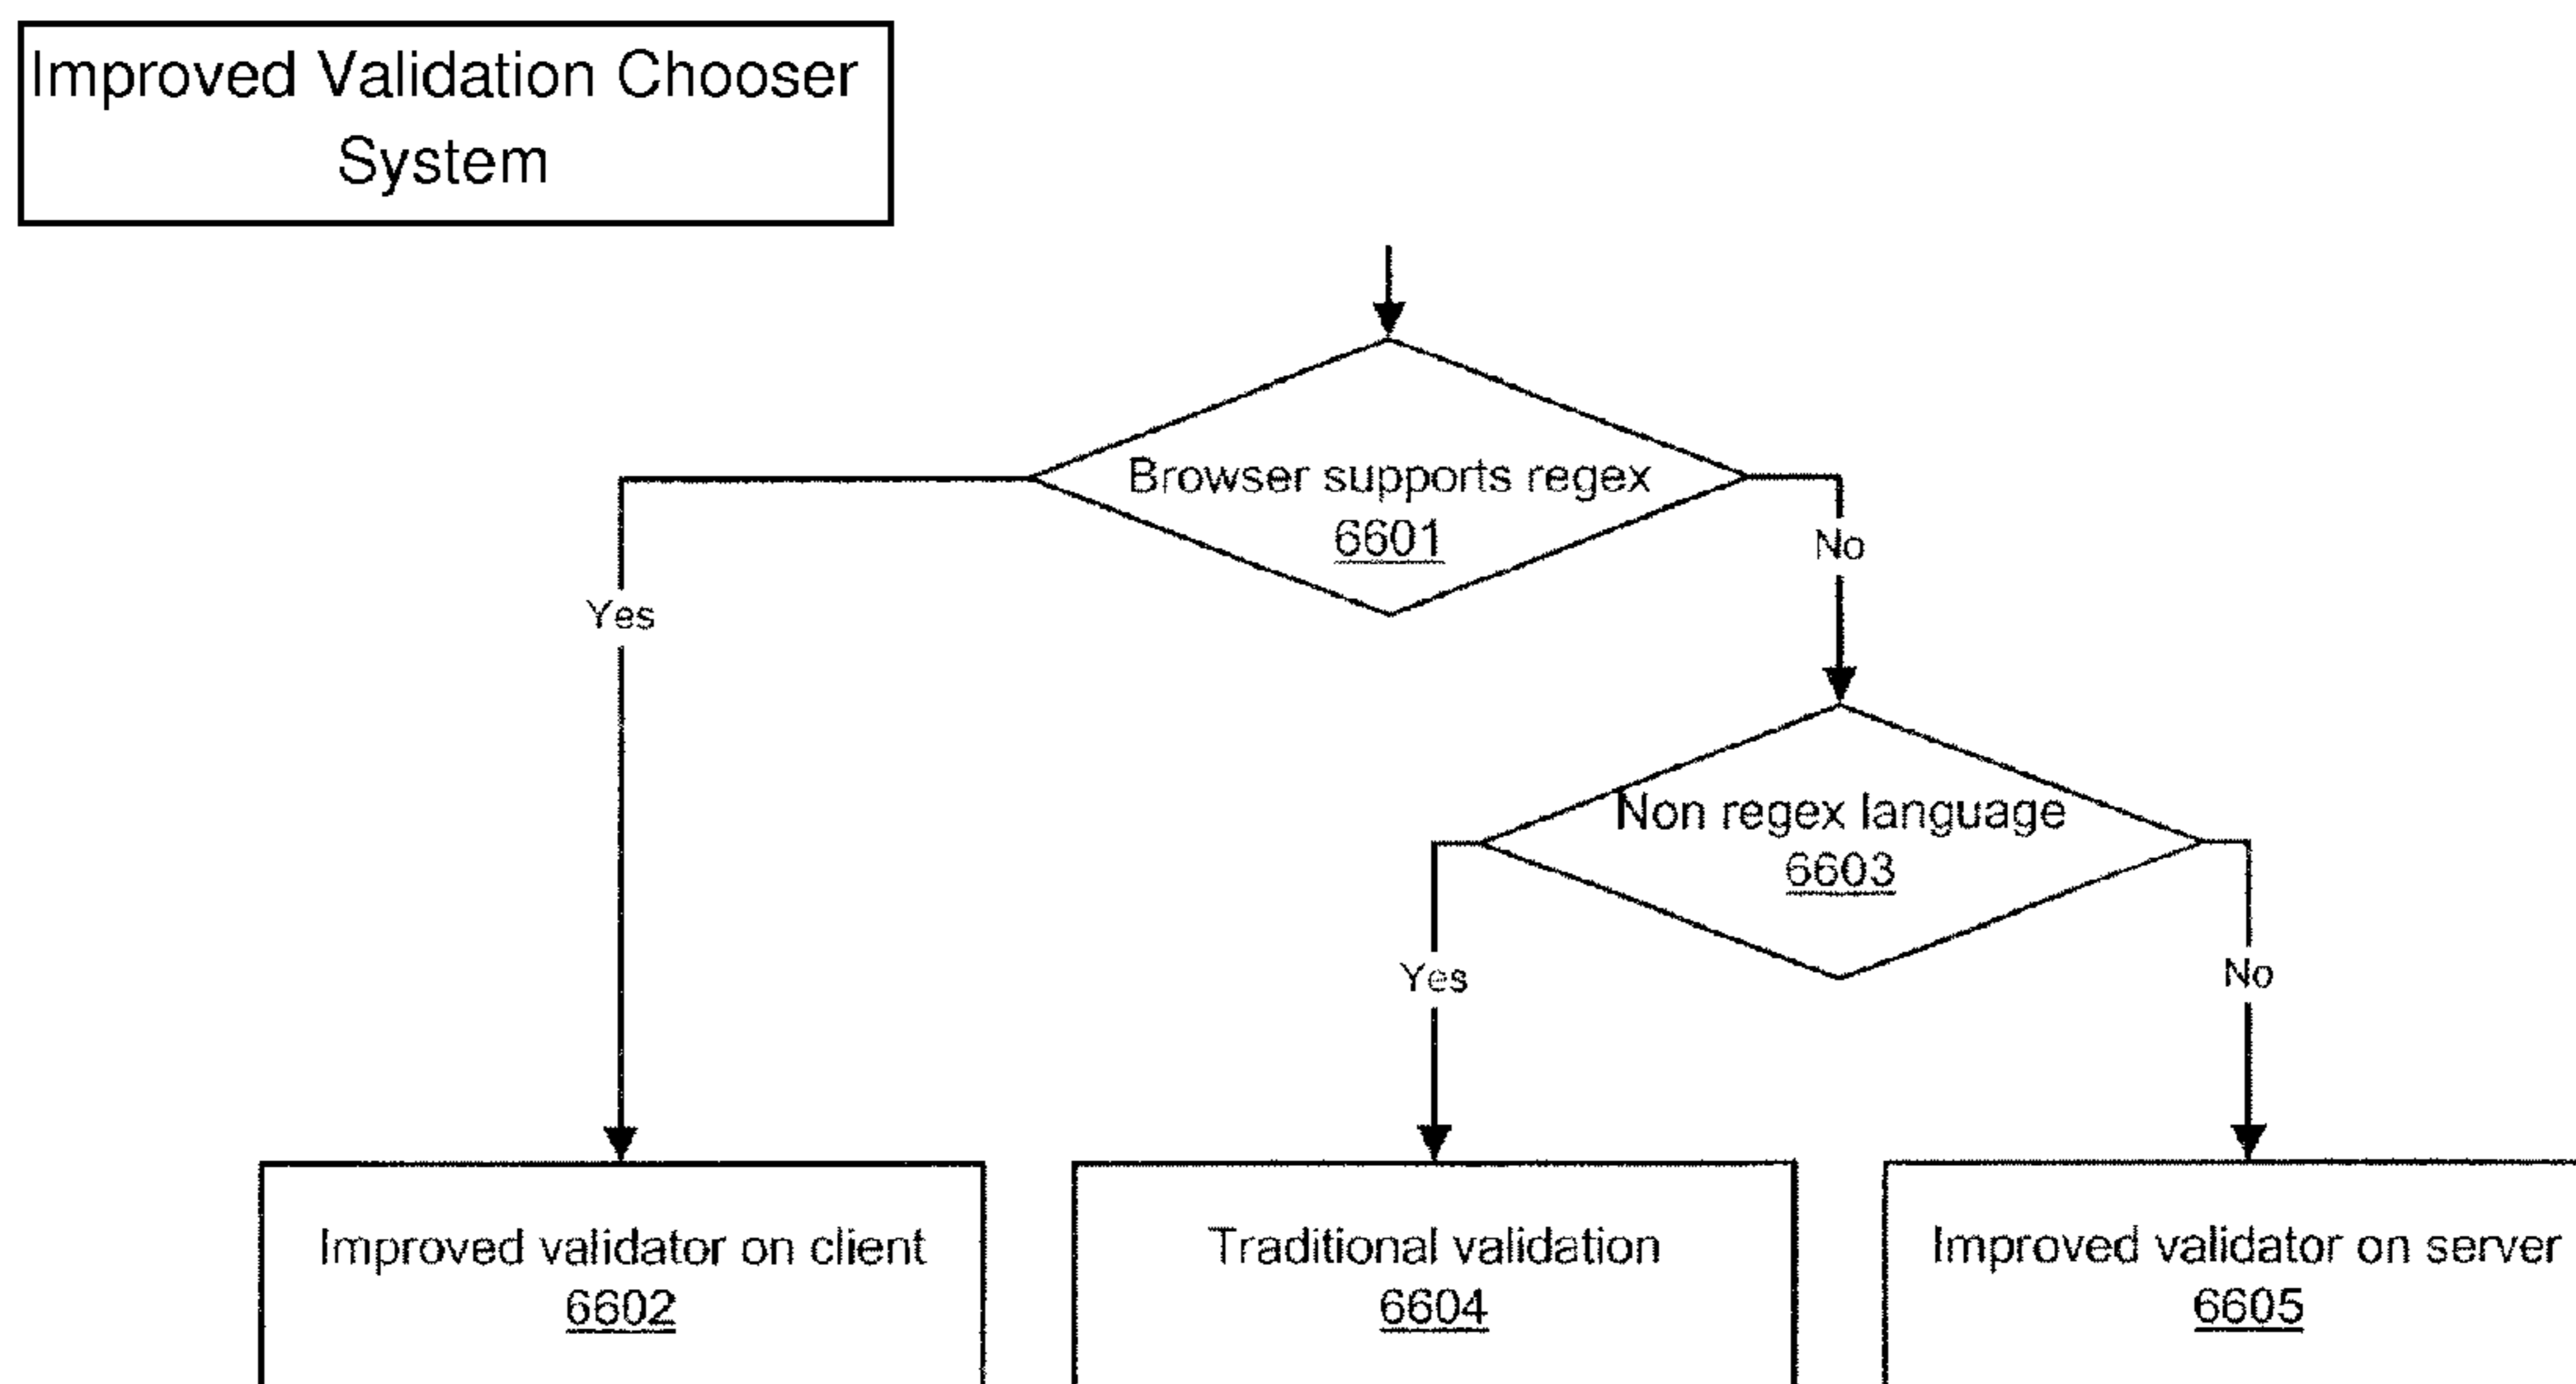 Improved Validation Chooser
System
Browser supports regex
6601
No
Yes
Non regex language
6603
Yes
No
Improved validator on client
6602
Traditional validation
6604
Improved validator on server
6605